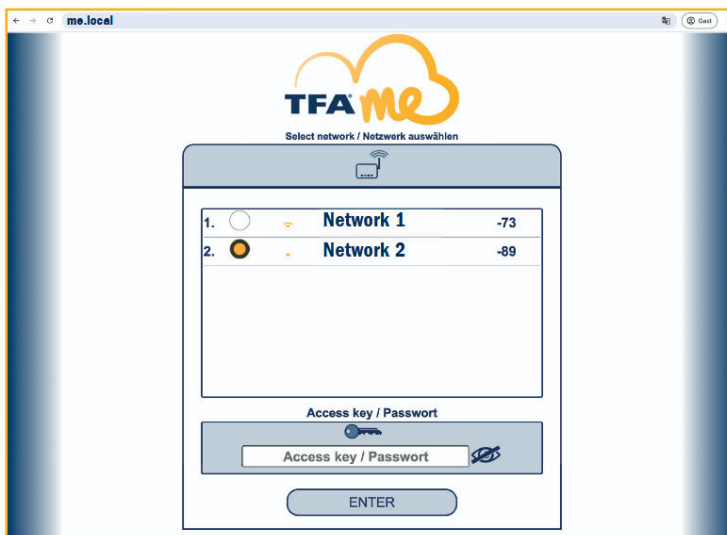 me.local
Gast
TFA me
Select network / Netzwerk auswählen
1. Network 1 -73
2. Network 2 -89
Access key / Passwort
Access key / Passwort
ENTER